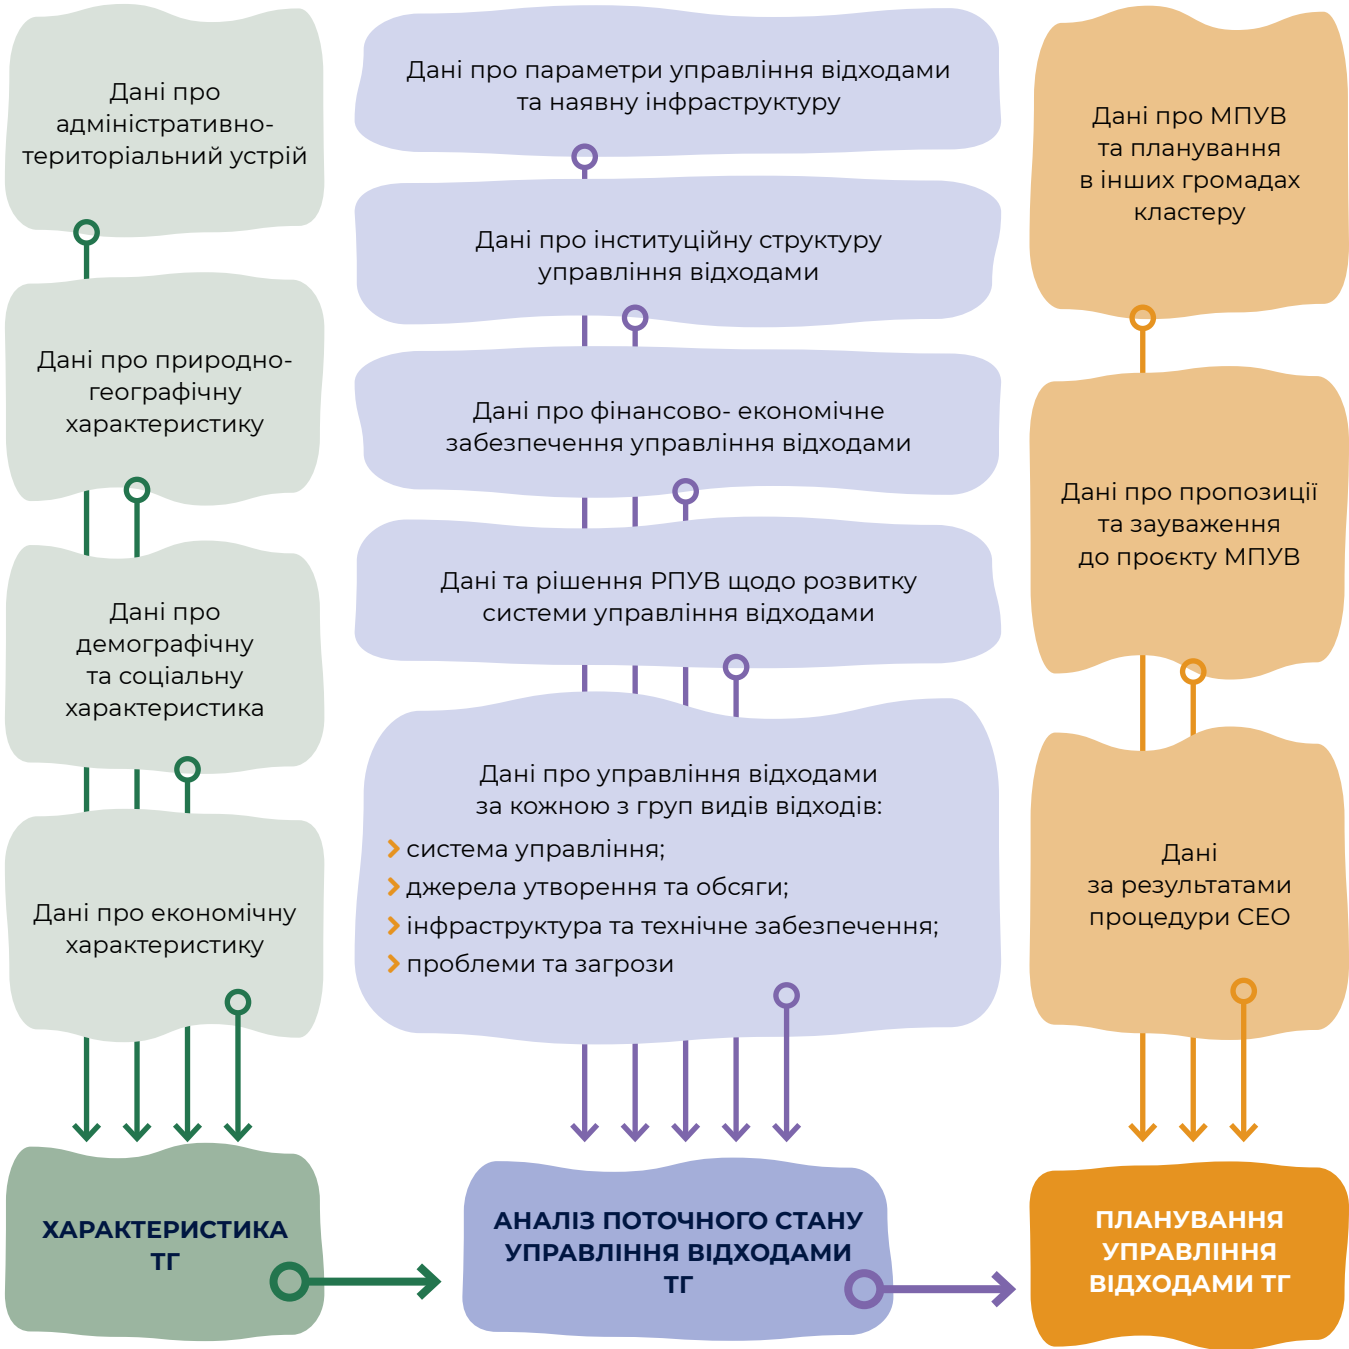 Дані про
адміністративно-
територіальний устрій
Дані про природно-
географічну
характеристику
Дані про
демографічну
та соціальну
характеристика
Дані про економічну
характеристику
ХАРАКТЕРИСТИКА
ТГ
Дані про параметри управління відходами
та наявну інфраструктуру
Дані про інституційну структуру
управління відходами
Дані про фінансово- економічне
забезпечення управління відходами
Дані та рішення РПУВ щодо розвитку
системи управління відходами
Дані про управління відходами
за кожною з груп видів відходів:
система управління;
джерела утворення та обсяги;
інфраструктура та технічне забезпечення;
проблеми та загрози
АНАЛІЗ ПОТОЧНОГО СТАНУ
УПРАВЛІННЯ ВІДХОДАМИ
ТГ
Дані про МПУВ
та планування
в інших громадах
кластеру
Дані про пропозиції
та зауваження
до проєкту МПУВ
Дані
за результатами
процедури СЕО
ПЛАНУВАННЯ
УПРАВЛІННЯ
ВІДХОДАМИ ТГ